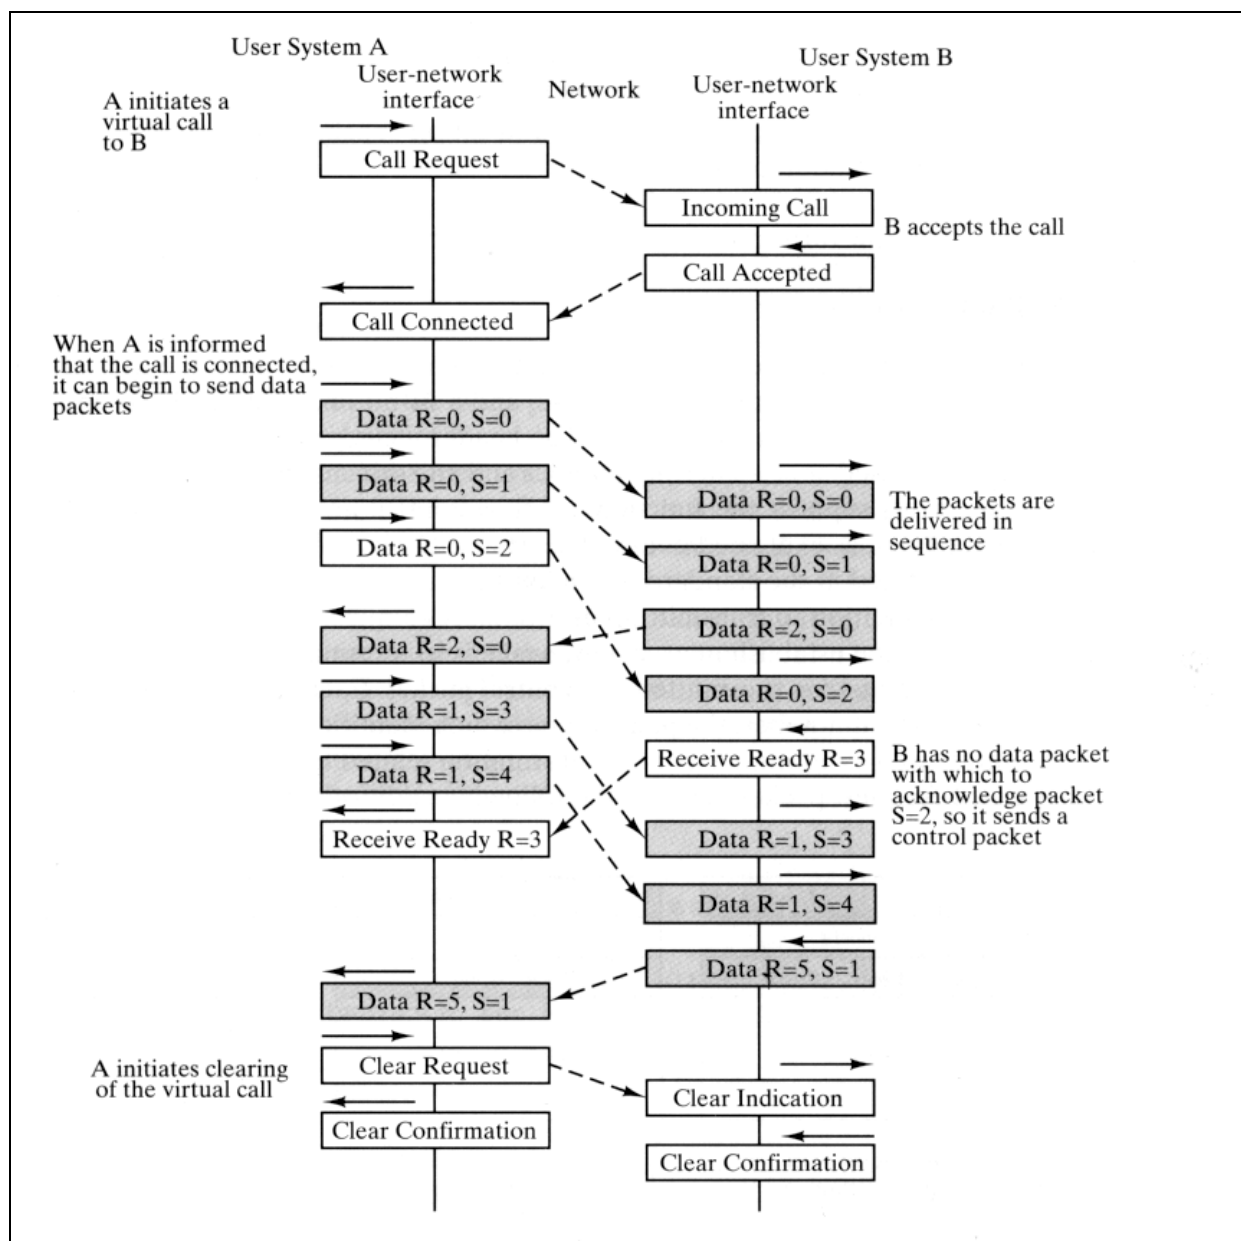 User System A
User System B
User-network
interface
Network
User-network
interface
A initiates a
virtual call
to B
Call Request
Incoming Call
B accepts the call
Call Accepted
Call Connected
When A is informed
that the call is connected,
it can begin to send data
packets
Data R=0, S=0
Data R=0, S=1
Data R=0, S=0
The packets are
delivered in
sequence
Data R=0, S=2
Data R=0, S=1
Data R=2, S=0
Data R=2, S=0
Data R=0, S=2
Data R=1, S=3
Receive Ready R=3
B has no data packet
with which to
acknowledge packet
S=2, so it sends a
control packet
Data R=1, S=4
Receive Ready R=3
Data R=1, S=3
Data R=1, S=4
Data R=5, S=1
Data R=5, S=1
A initiates clearing
of the virtual call
Clear Request
Clear Indication
Clear Confirmation
Clear Confirmation